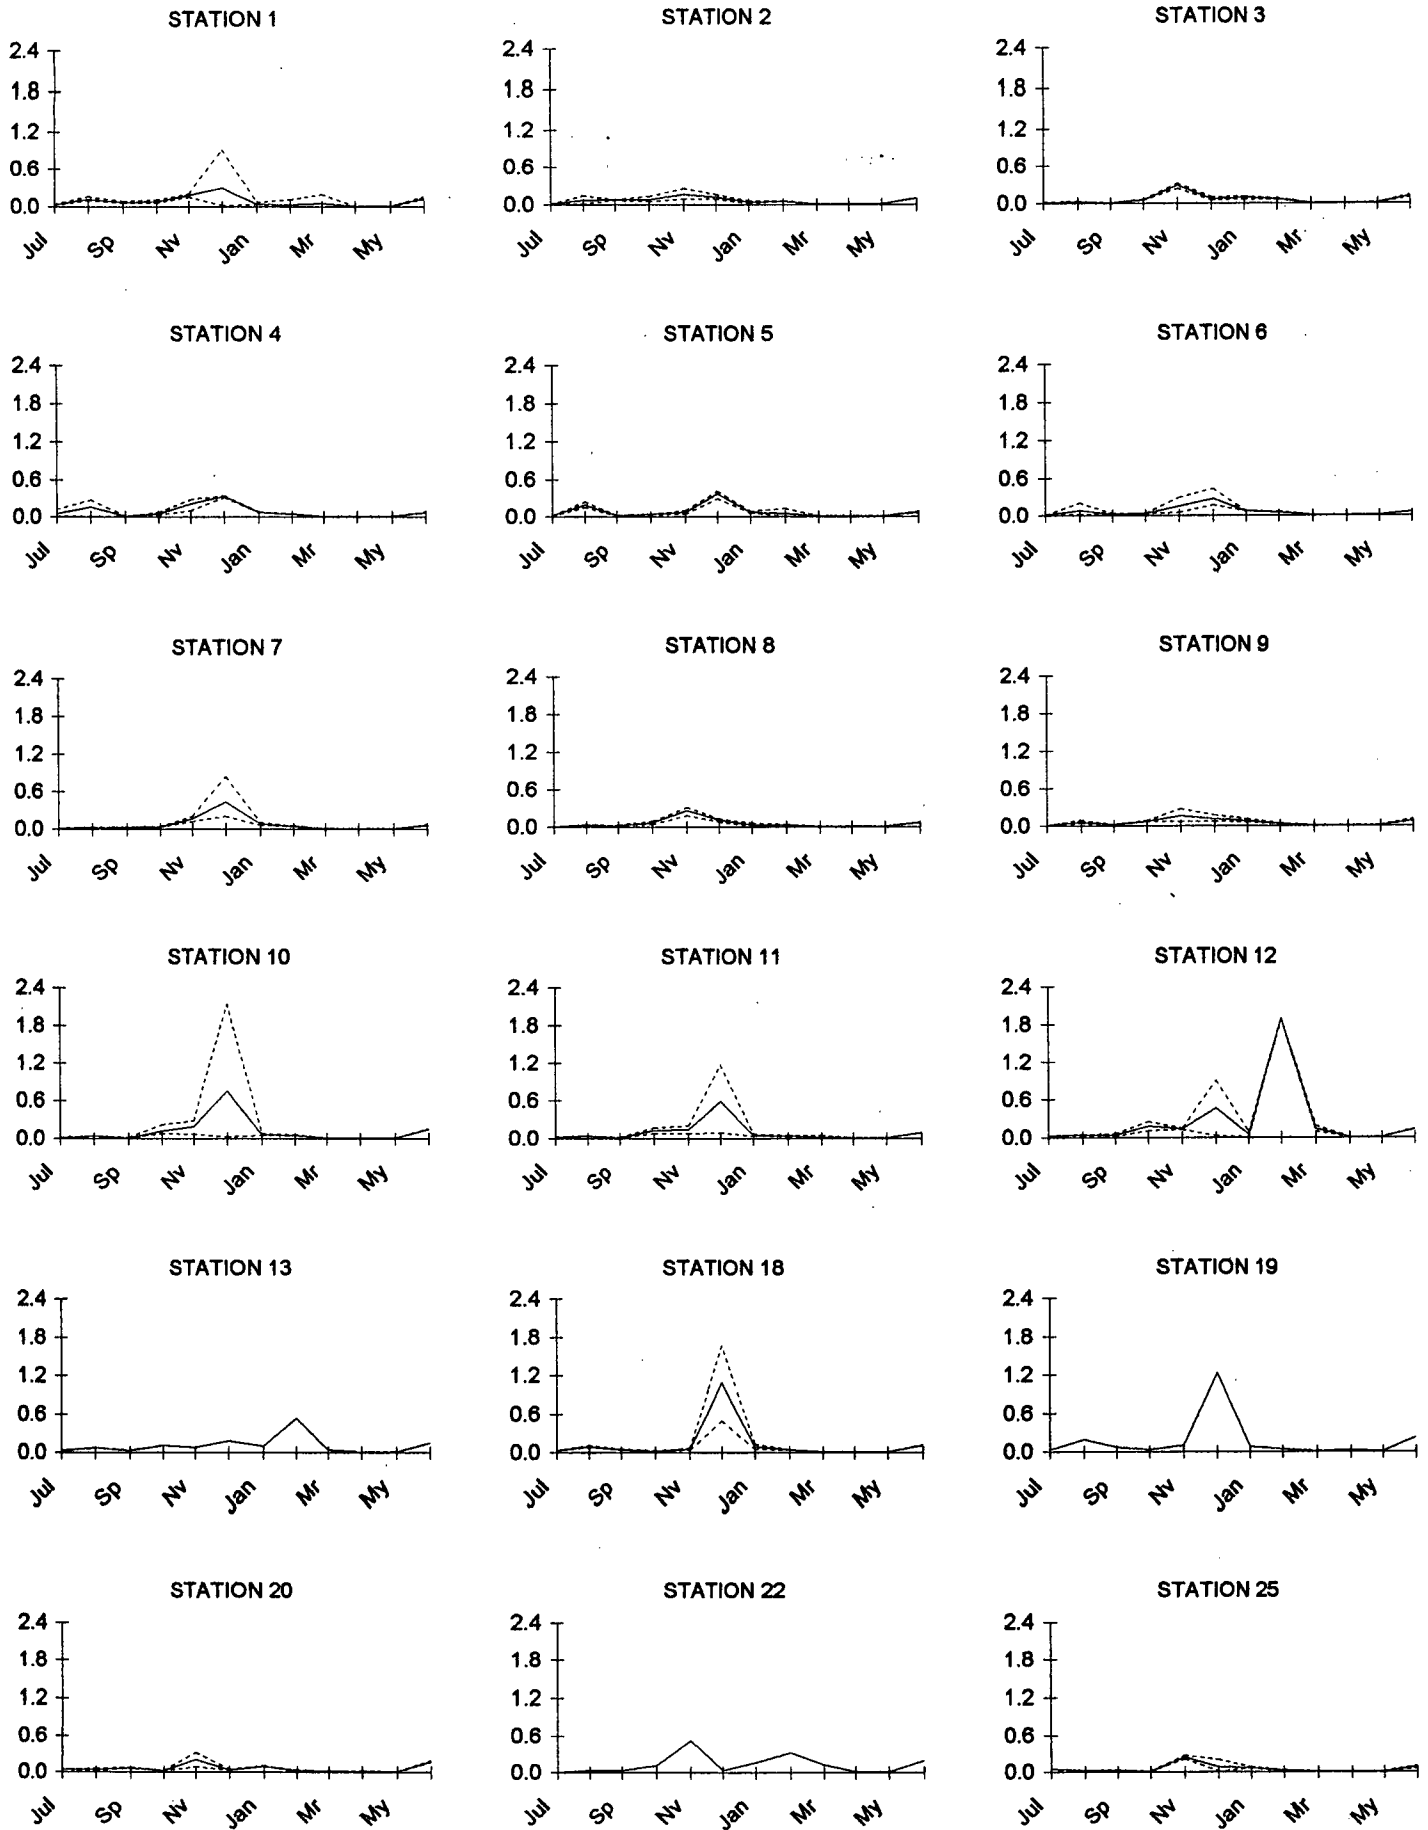 STATION 1
2.4
1.8
1.2
0.6
0.0
Jul Sp Nv Jan Mr My
STATION 2
2.4
1.8
1.2
0.6
0.0
Jul Sp Nv Jan Mr My
STATION 3
2.4
1.8
1.2
0.6
0.0
Jul Sp Nv Jan Mr My
STATION 4
2.4
1.8
1.2
0.6
0.0
Jul Sp Nv Jan Mr My
STATION 5
2.4
1.8
1.2
0.6
0.0
Jul Sp Nv Jan Mr My
STATION 6
2.4
1.8
1.2
0.6
0.0
Jul Sp Nv Jan Mr My
STATION 7
2.4
1.8
1.2
0.6
0.0
Jul Sp Nv Jan Mr My
STATION 8
2.4
1.8
1.2
0.6
0.0
Jul Sp Nv Jan Mr My
STATION 9
2.4
1.8
1.2
0.6
0.0
Jul Sp Nv Jan Mr My
STATION 10
2.4
1.8
1.2
0.6
0.0
Jul Sp Nv Jan Mr My
STATION 11
2.4
1.8
1.2
0.6
0.0
Jul Sp Nv Jan Mr My
STATION 12
2.4
1.8
1.2
0.6
0.0
Jul Sp Nv Jan Mr My
STATION 13
2.4
1.8
1.2
0.6
0.0
Jul Sp Nv Jan Mr My
STATION 18
2.4
1.8
1.2
0.6
0.0
Jul Sp Nv Jan Mr My
STATION 19
2.4
1.8
1.2
0.6
0.0
Jul Sp Nv Jan Mr My
STATION 20
2.4
1.8
1.2
0.6
0.0
Jul Sp Nv Jan Mr My
STATION 22
2.4
1.8
1.2
0.6
0.0
Jul Sp Nv Jan Mr My
STATION 25
2.4
1.8
1.2
0.6
0.0
Jul Sp Nv Jan Mr My